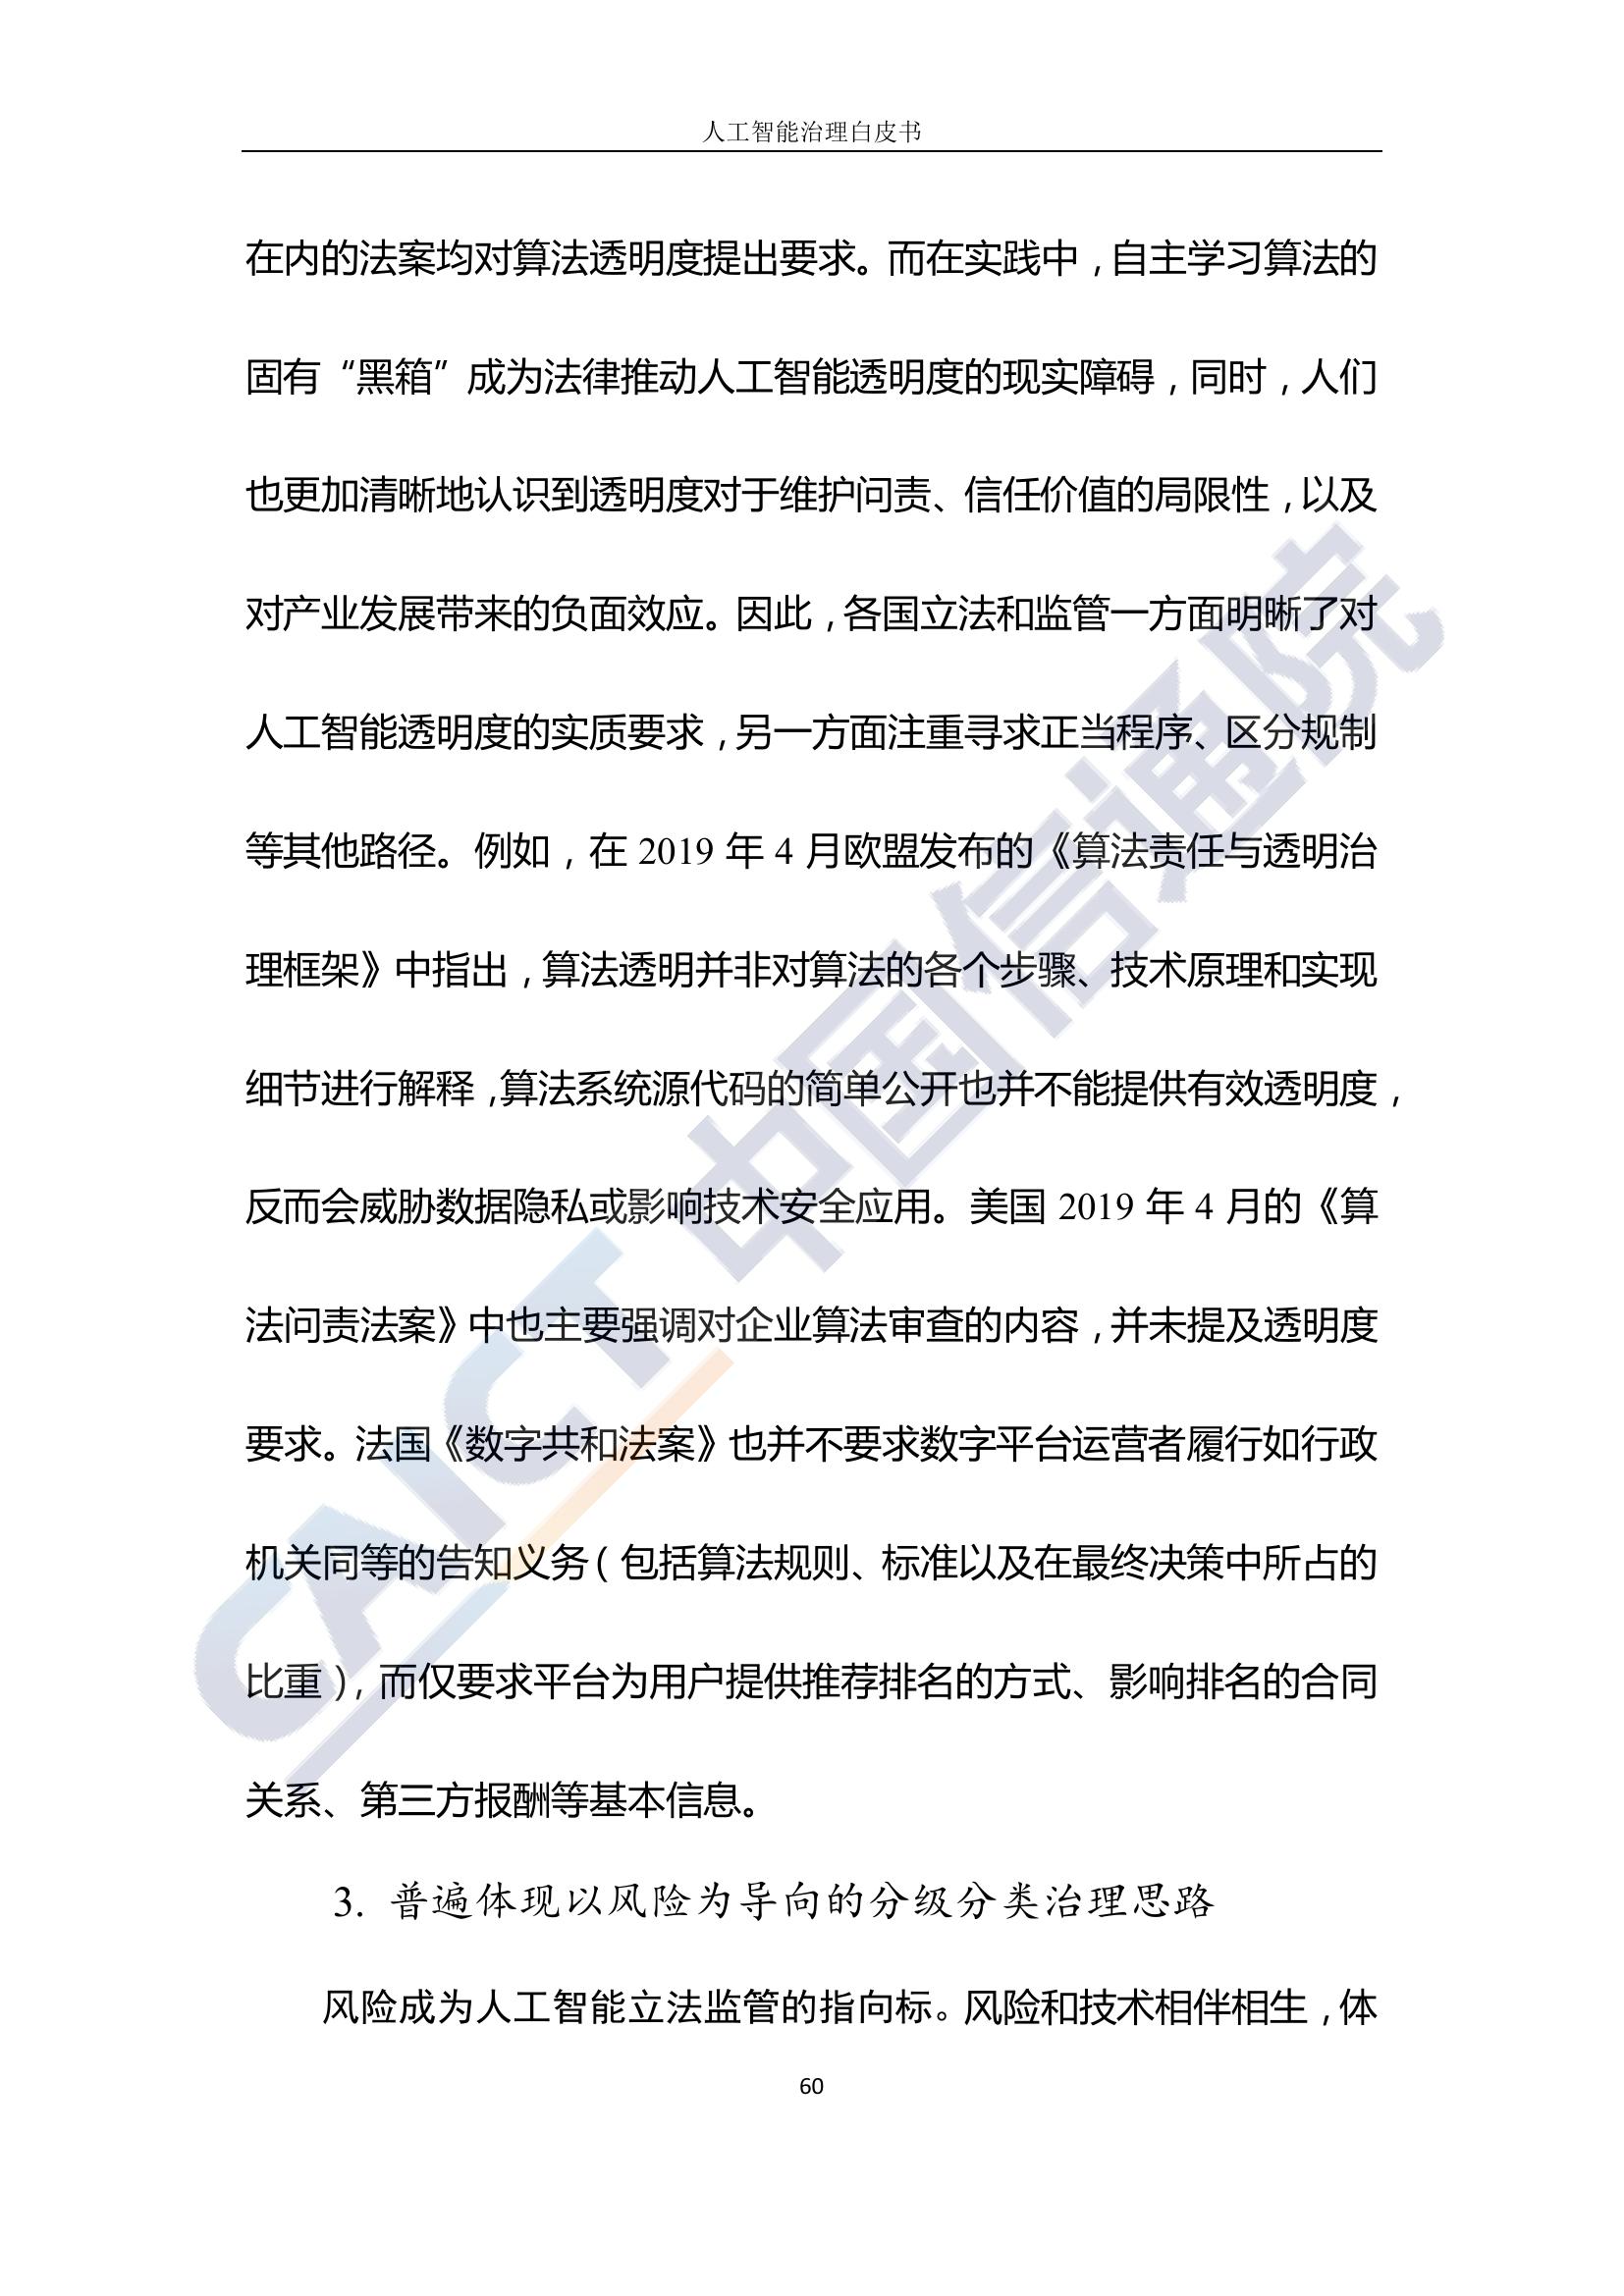 人工智能治理白皮书
在内的法案均对算法透明度提出要求。而在实践中，自主学习算法的
固有“黑箱”成为法律推动人工智能透明度的现实障碍，同时，人们
也更加清晰地认识到透明度对于维护问责、信任价值的局限性，以及
对产业发展带来的负面效应。因此，各国立法和监管一方面明晰了对
人工智能透明度的实质要求，另一方面注重寻求正当程序、区分规制
等其他路径。例如，在 2019 年 4 月欧盟发布的《算法责任与透明治
理框架》中指出，算法透明并非对算法的各个步骤、技术原理和实现
细节进行解释，算法系统源代码的简单公开也并不能提供有效透明度，
反而会威胁数据隐私或影响技术安全应用。美国 2019 年 4 月的《算
法问责法案》中也主要强调对企业算法审查的内容，并未提及透明度
要求。法国《数字共和法案》也并不要求数字平台运营者履行如行政
机关同等的告知义务（包括算法规则、标准以及在最终决策中所占的
比重），而仅要求平台为用户提供推荐排名的方式、影响排名的合同
关系、第三方报酬等基本信息。
3. 普遍体现以风险为导向的分级分类治理思路
风险成为人工智能立法监管的指向标。风险和技术相伴相生，体
60
CAICT 中国信通院